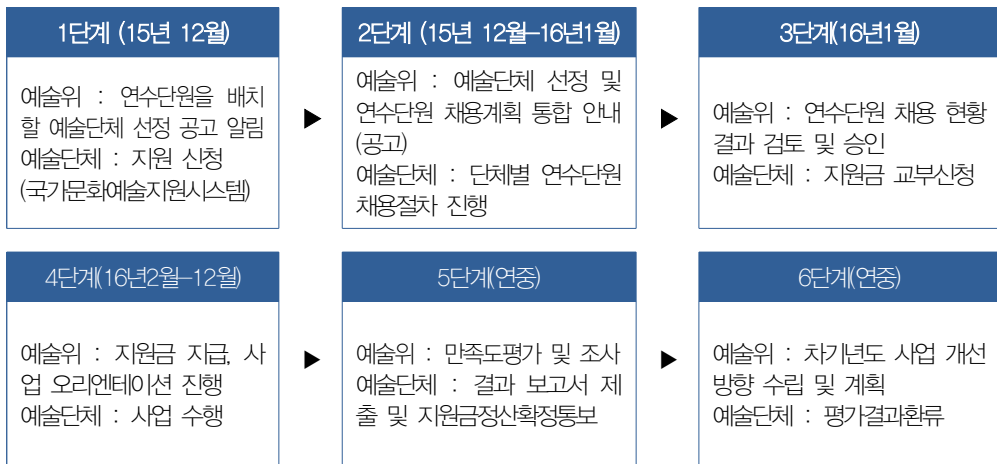 1단계 (15년 12월)
예술위 : 연수단원을 배치
할 예술단체 선정 공고 알림
예술단체 : 지원 신청
(국가문화예술지원시스템)
2단계 (15년 12월-16년1월)
예술위 : 예술단체 선정 및
연수단원 채용계획 통합 안내
(공고)
예술단체 : 단체별 연수단원
채용절차 진행
3단계(16년1월)
예술위 : 연수단원 채용 현황
결과 검토 및 승인
예술단체 : 지원금 교부신청
4단계(16년2월-12월)
예술위 : 지원금 지급, 사
업 오리엔테이션 진행
예술단체 : 사업 수행
5단계(연중)
예술위 : 만족도평가 및 조사
예술단체 : 결과 보고서 제
출 및 지원금정산확정통보
6단계(연중)
예술위 : 차기년도 사업 개선
방향 수립 및 계획
예술단체 : 평가결과환류